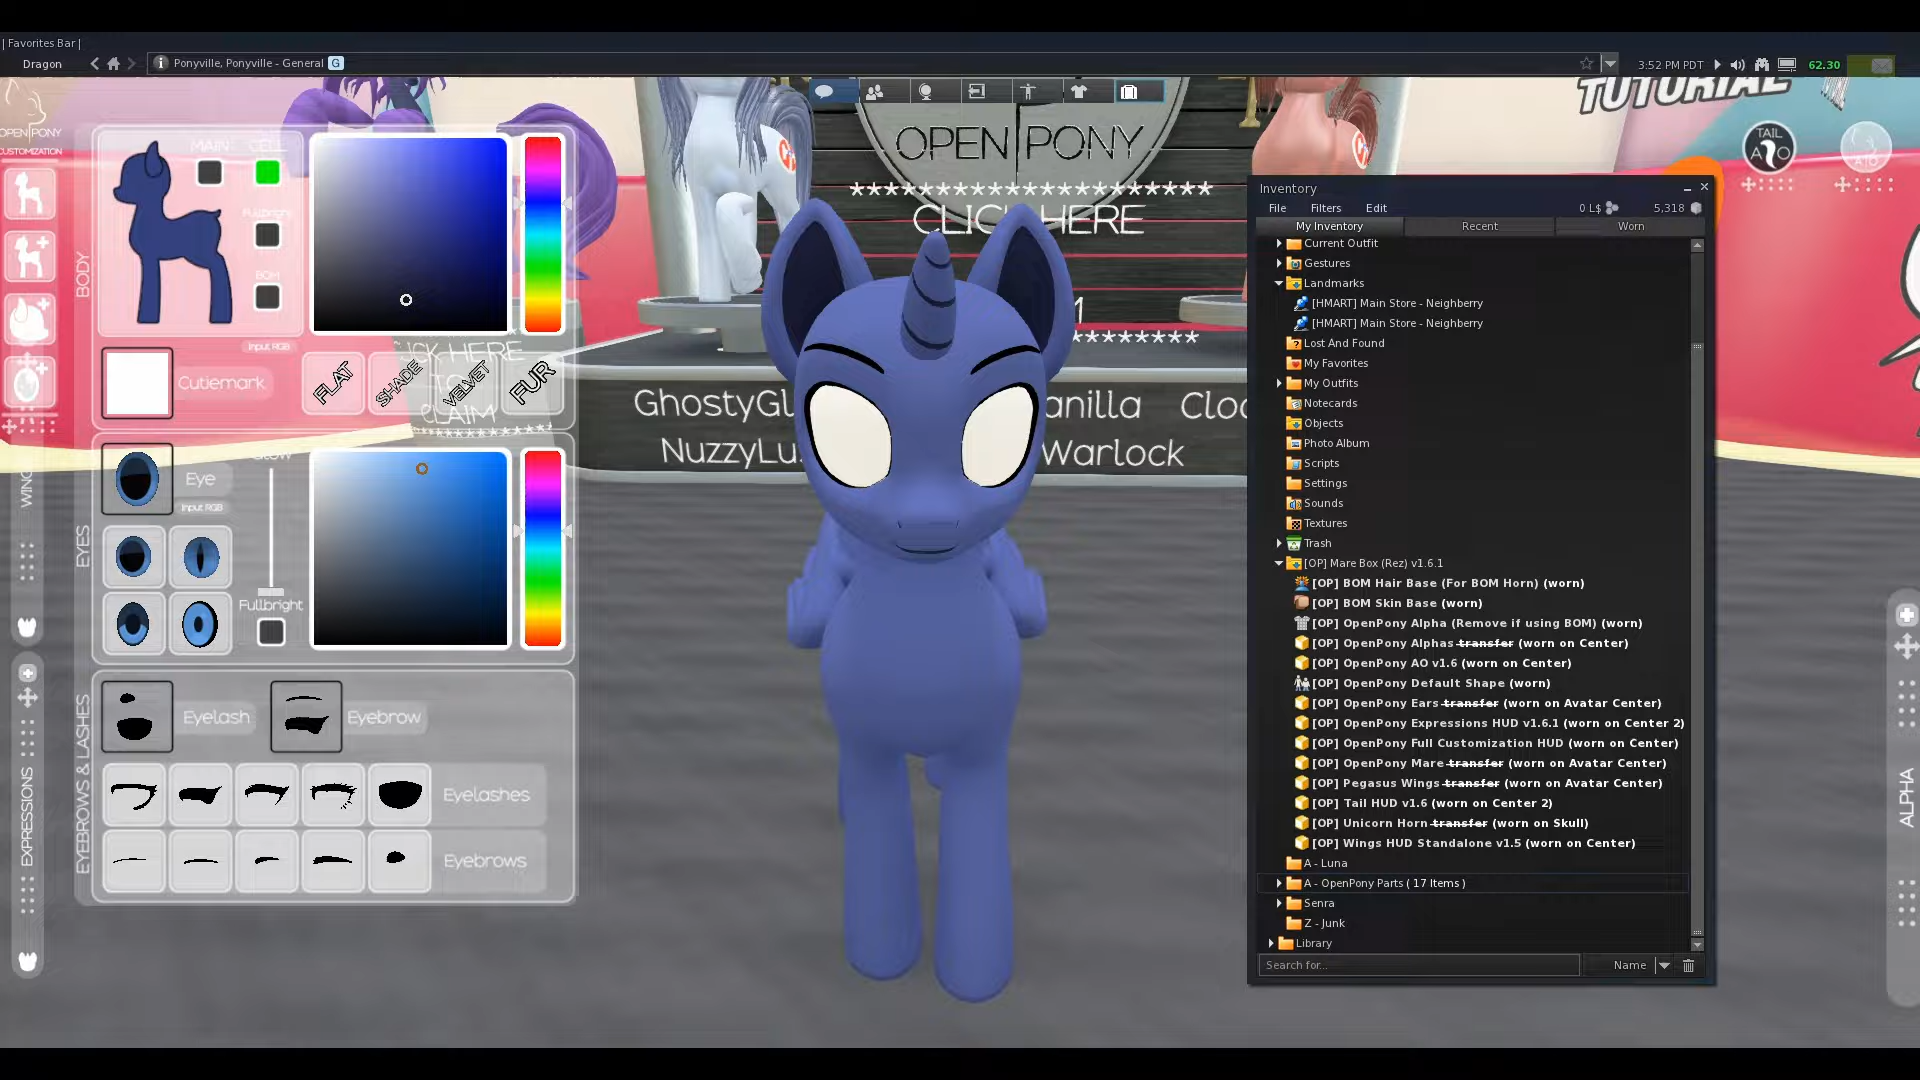 | Favorites Bar |
Dragon
Ponyville, Ponyville - General
G
3:52 PM PDT
62.30
TUTORIAL
OPEN PONY
CUSTOMIZATION
MAIN
CELL
Fullbright
BOM
BODY
Input RGB
Cutiemark
FLAT
SHADE
VELVET
FUR
OPEN PONY
*********************
CLICK HERE
CLICK HERE
TO
CLAIM
GhostyGl
anilla
Cloc
NuzzyLu
Warlock
TAIL
AO
WINGS
EYES
Glow
Eye
Input RGB
Fullbright
EXPRESSIONS
EYEBROWS & LASHES
Eyelash
Eyebrow
Eyelashes
Eyebrows
ALPHA
Inventory
File
Filters
Edit
0 L$
5,318
My Inventory
Recent
Worn
Current Outfit
Gestures
Landmarks
[HMART] Main Store - Neighberry
[HMART] Main Store - Neighberry
Lost And Found
My Favorites
My Outfits
Notecards
Objects
Photo Album
Scripts
Settings
Sounds
Textures
Trash
[OP] Mare Box (Rez) v1.6.1
[OP] BOM Hair Base (For BOM Horn) (worn)
[OP] BOM Skin Base (worn)
[OP] OpenPony Alpha (Remove if using BOM) (worn)
[OP] OpenPony Alphas transfer (worn on Center)
[OP] OpenPony AO v1.6 (worn on Center)
[OP] OpenPony Default Shape (worn)
[OP] OpenPony Ears transfer (worn on Avatar Center)
[OP] OpenPony Expressions HUD v1.6.1 (worn on Center 2)
[OP] OpenPony Full Customization HUD (worn on Center)
[OP] OpenPony Mare transfer (worn on Avatar Center)
[OP] Pegasus Wings transfer (worn on Avatar Center)
[OP] Tail HUD v1.6 (worn on Center 2)
[OP] Unicorn Horn transfer (worn on Skull)
[OP] Wings HUD Standalone v1.5 (worn on Center)
A - Luna
A - OpenPony Parts ( 17 Items )
Senra
Z - Junk
Library
Search for...
Name